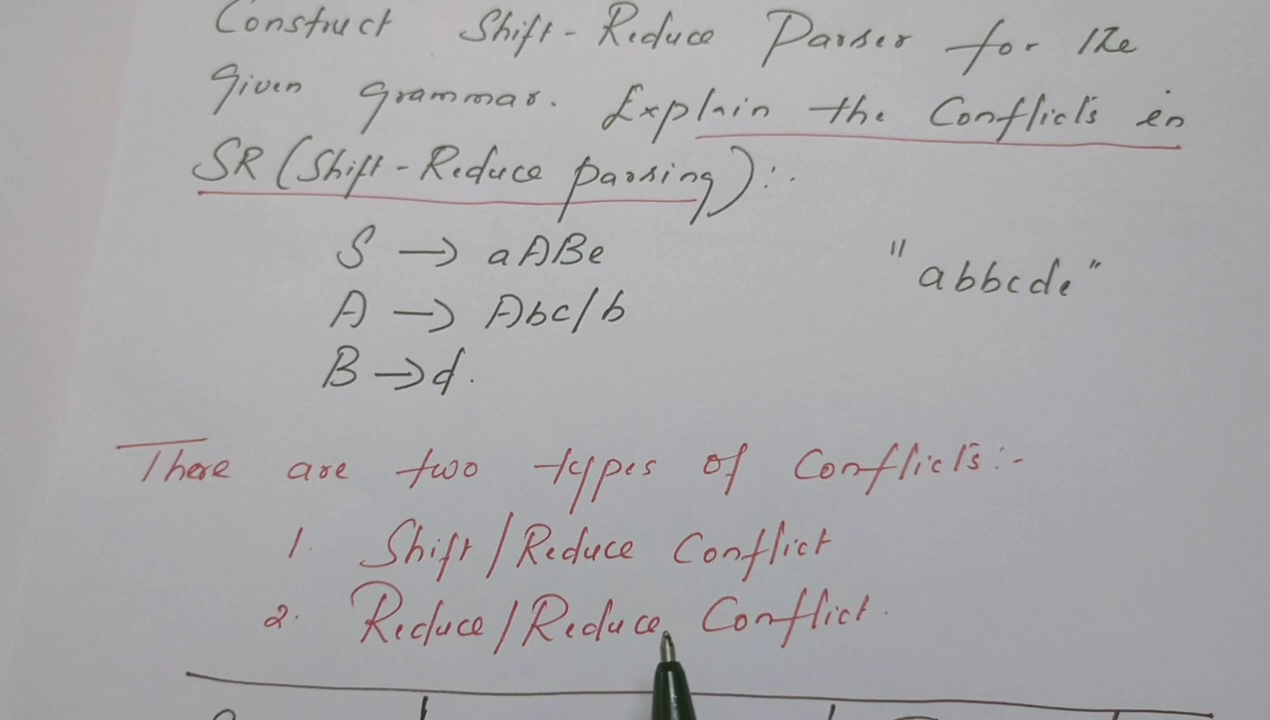 Construct Shift-Reduce Parser for the
given grammar. Explain the Conflicts in
SR (Shift-Reduce parsing):-
S → aABe
"abbcde"
A → Abc/b
B → d.
There are two types of Conflicts:-
1. Shift/Reduce Conflict
2. Reduce/Reduce Conflict.